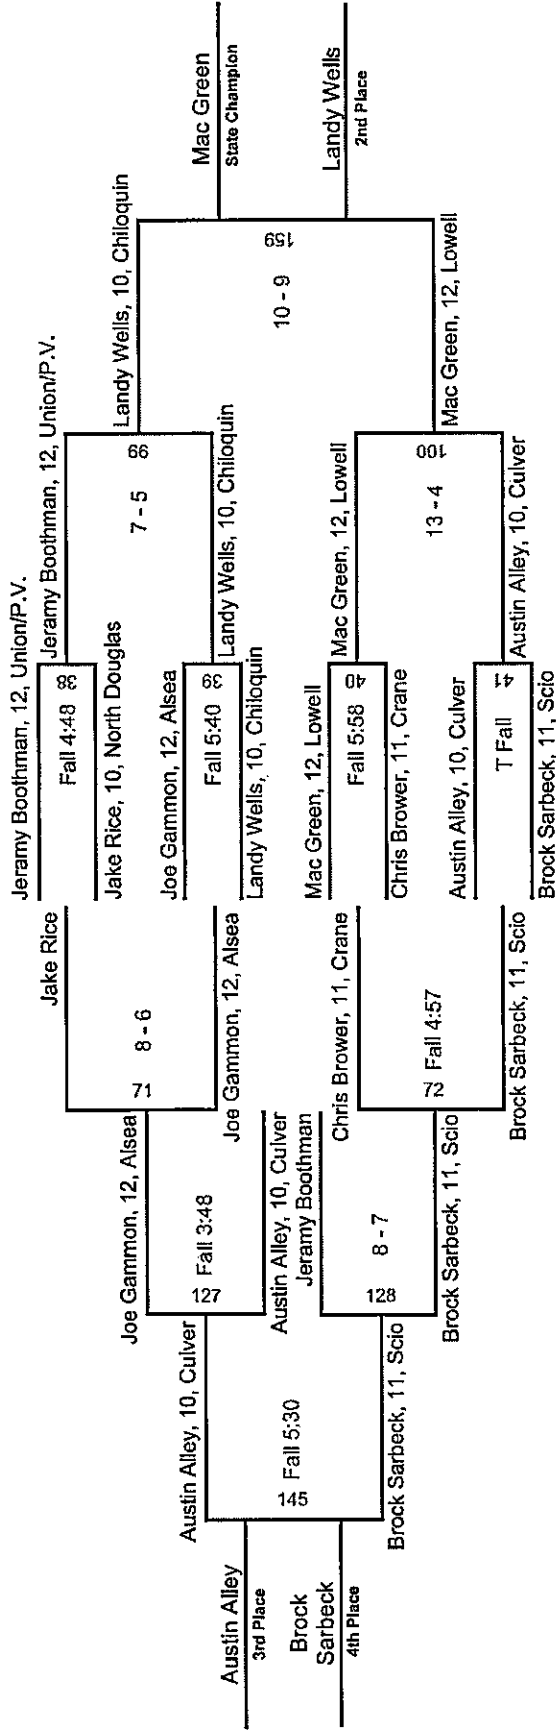 Jeramy Boothman, 12, Union/P.V.
38
Fall 4:48
Jake Rice, 10, North Douglas
Joe Gammon, 12, Alsea
39
Fall 5:40
Landy Wells, 10, Chiloquin
Mac Green, 12, Lowell
40
Fall 5:58
Chris Brower, 11, Crane
Austin Alley, 10, Culver
41
T Fall
Brock Sarbeck, 11, Scio
Jeramy Boothman, 12, Union/P.V.
99
7 - 5
Landy Wells, 10, Chiloquin
Mac Green, 12, Lowell
100
13 - 4
Austin Alley, 10, Culver
Landy Wells, 10, Chiloquin
159
10 - 9
Mac Green, 12, Lowell
Mac Green
State Champion
Landy Wells
2nd Place
Jake Rice
71
8 - 6
Joe Gammon, 12, Alsea
Chris Brower, 11, Crane
72
Fall 4:57
Brock Sarbeck, 11, Scio
Joe Gammon, 12, Alsea
127
Fall 3:48
Austin Alley, 10, Culver
Jeramy Boothman
128
8 - 7
Brock Sarbeck, 11, Scio
Austin Alley, 10, Culver
145
Fall 5:30
Brock Sarbeck, 11, Scio
Austin Alley
3rd Place
Brock
Sarbeck
4th Place